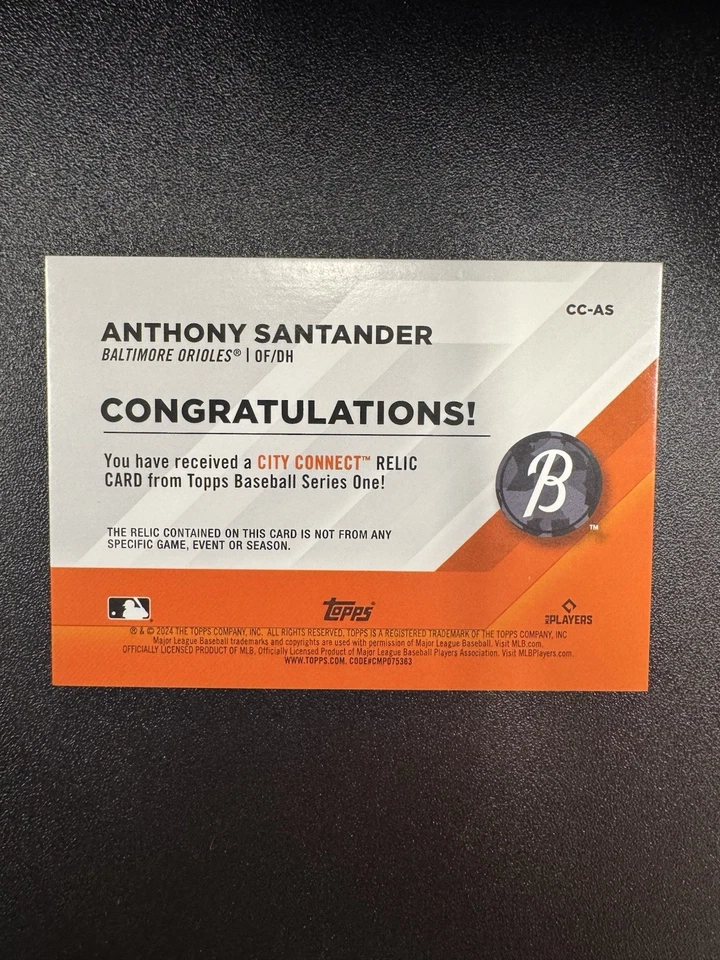 CC-AS
ANTHONY SANTANDER
BALTIMORE ORIOLES® | OF/DH
CONGRATULATIONS!
You have received a CITY CONNECT™ RELIC
CARD from Topps Baseball Series One!
B
TM
THE RELIC CONTAINED ON THIS CARD IS NOT FROM ANY
SPECIFIC GAME, EVENT OR SEASON.
topps
PLAYERS
® & © 2024 THE TOPPS COMPANY, INC. ALL RIGHTS RESERVED. TOPPS IS A REGISTERED TRADEMARK OF THE TOPPS COMPANY, INC
Major League Baseball trademarks and copyrights are used with permission of Major League Baseball. Visit MLB.com.
OFFICIALLY LICENSED PRODUCT OF MLB. Officially Licensed Product of Major League Baseball Players Association. Visit MLBPlayers.com.
WWW.TOPPS.COM. CODE#CMP075363